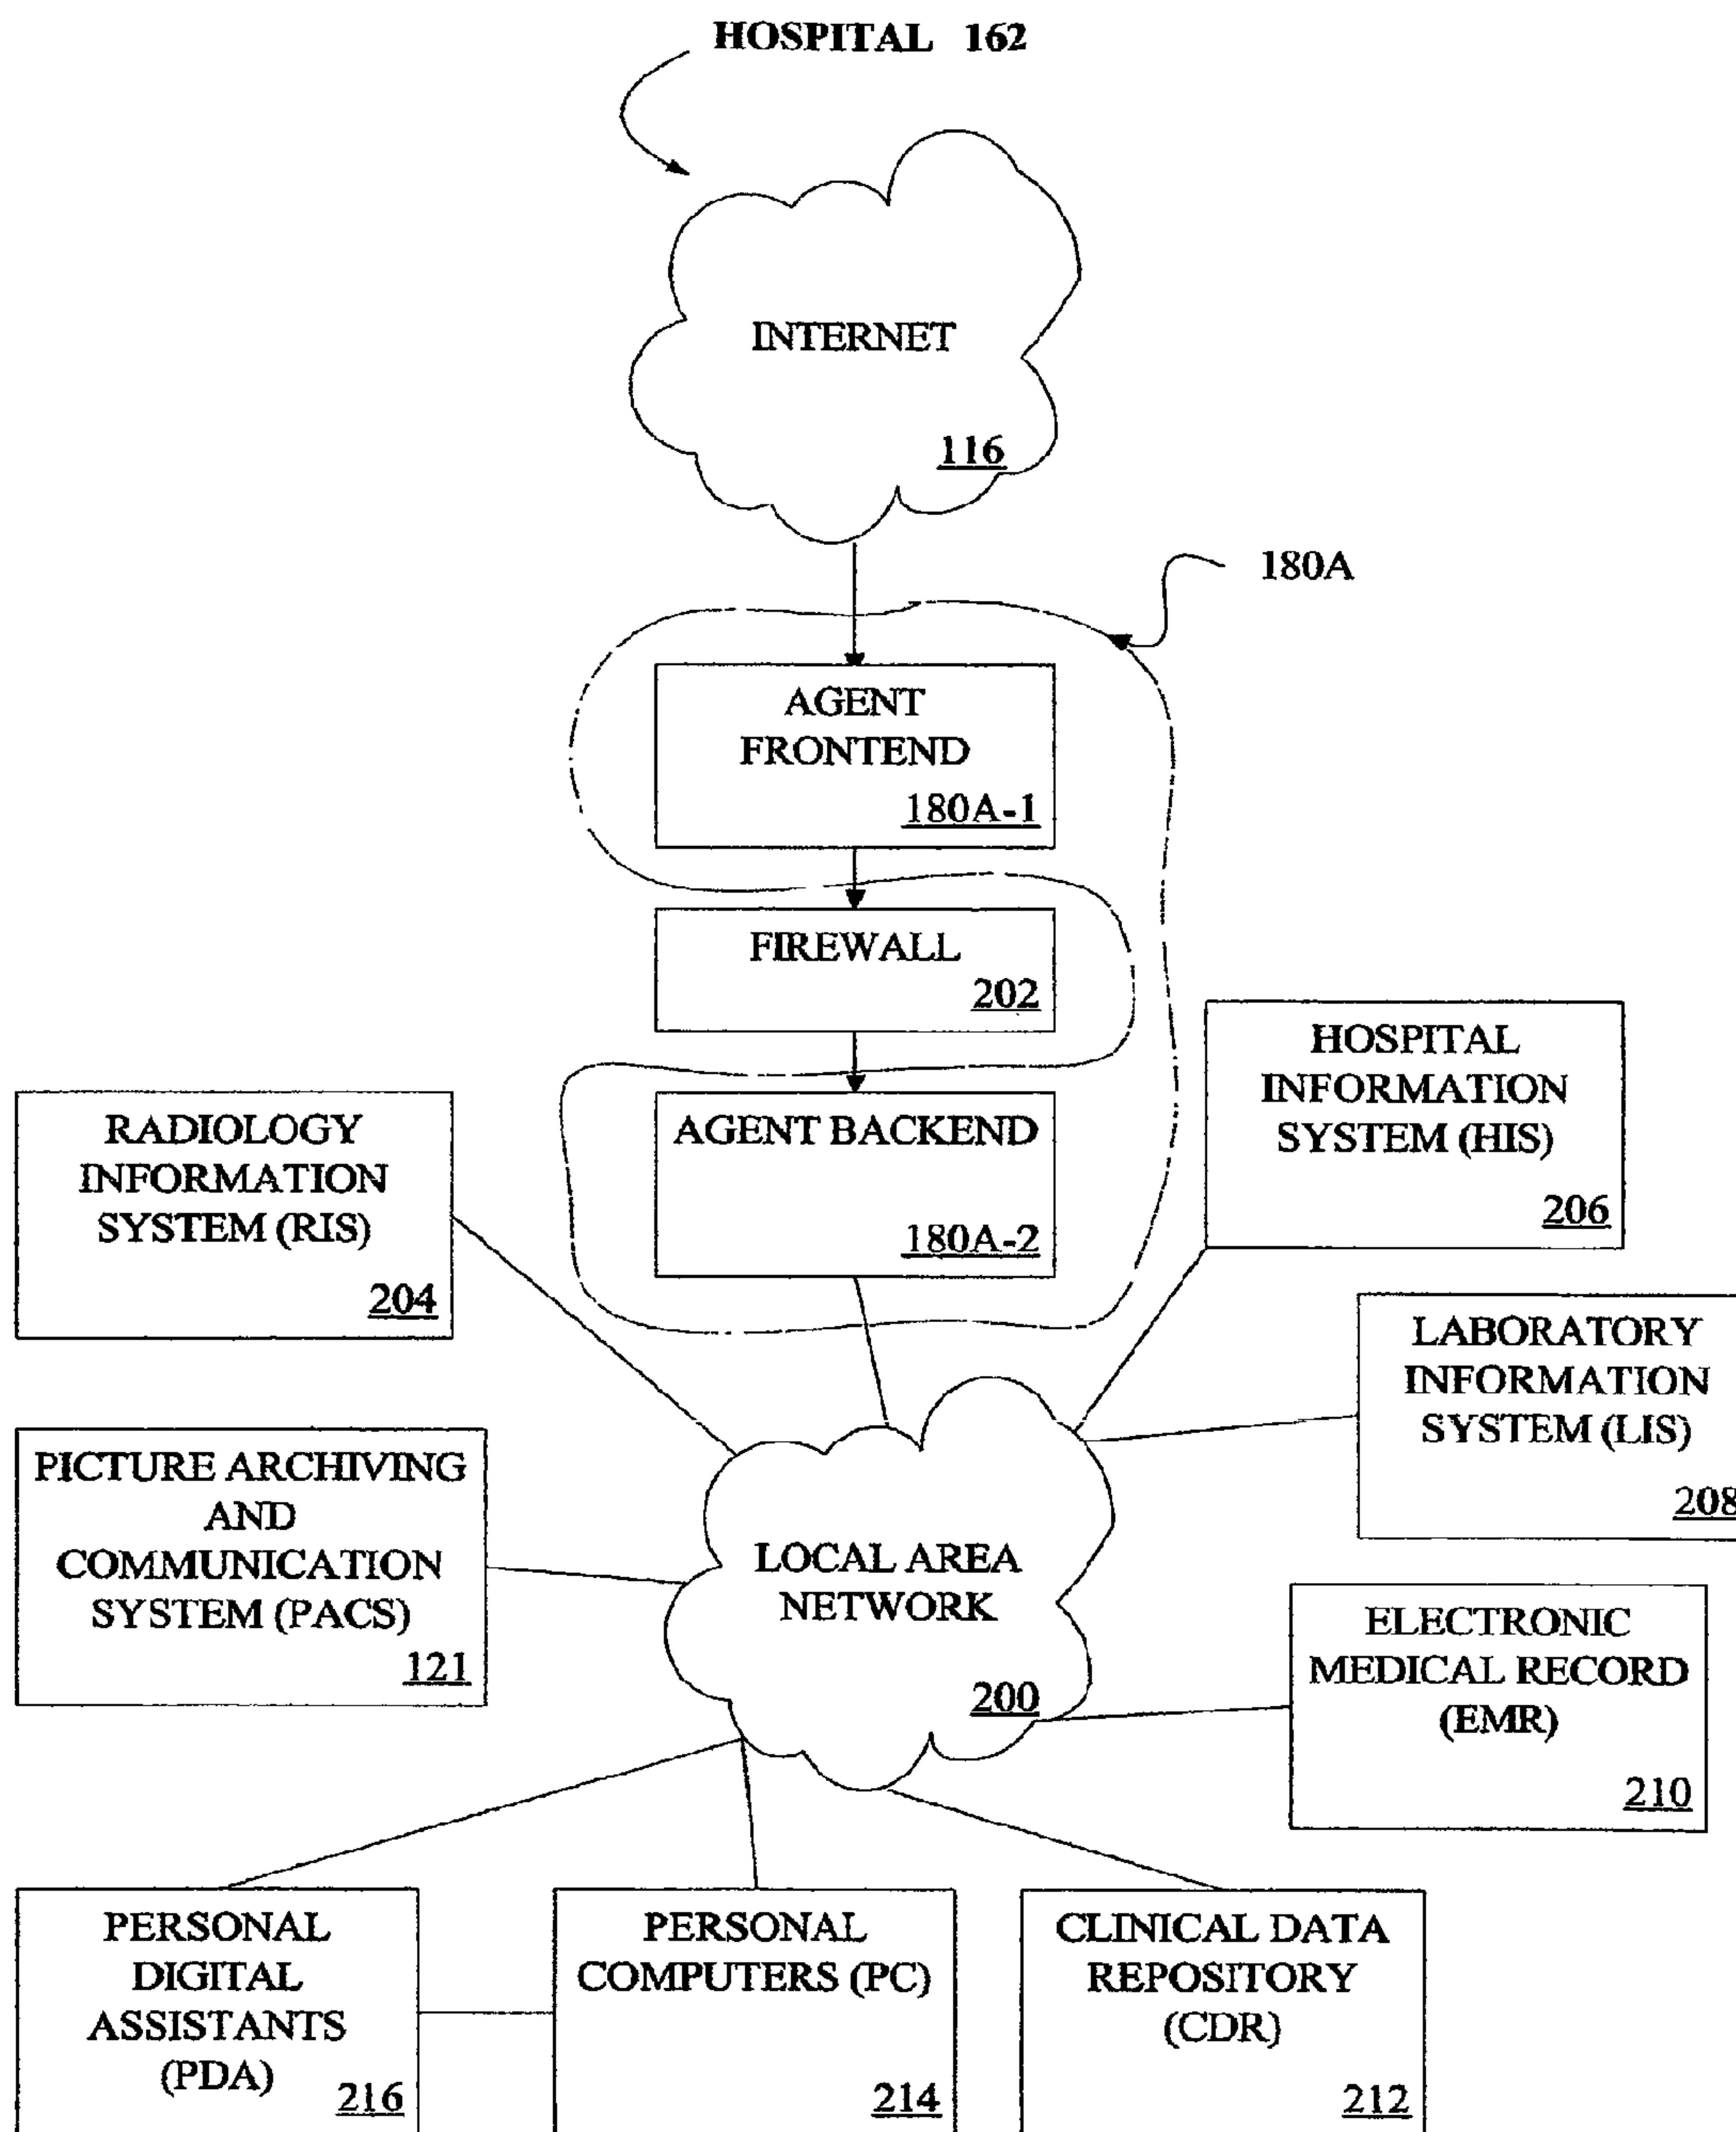 HOSPITAL 162
INTERNET
116
180A
AGENT
FRONTEND
180A-1
FIREWALL
202
AGENT BACKEND
180A-2
HOSPITAL
INFORMATION
SYSTEM (HIS)
206
RADIOLOGY
INFORMATION
SYSTEM (RIS)
204
LABORATORY
INFORMATION
SYSTEM (LIS)
208
PICTURE ARCHIVING
AND
COMMUNICATION
SYSTEM (PACS)
121
LOCAL AREA
NETWORK
200
ELECTRONIC
MEDICAL RECORD
(EMR)
210
PERSONAL
DIGITAL
ASSISTANTS
(PDA)
216
PERSONAL
COMPUTERS (PC)
214
CLINICAL DATA
REPOSITORY
(CDR)
212